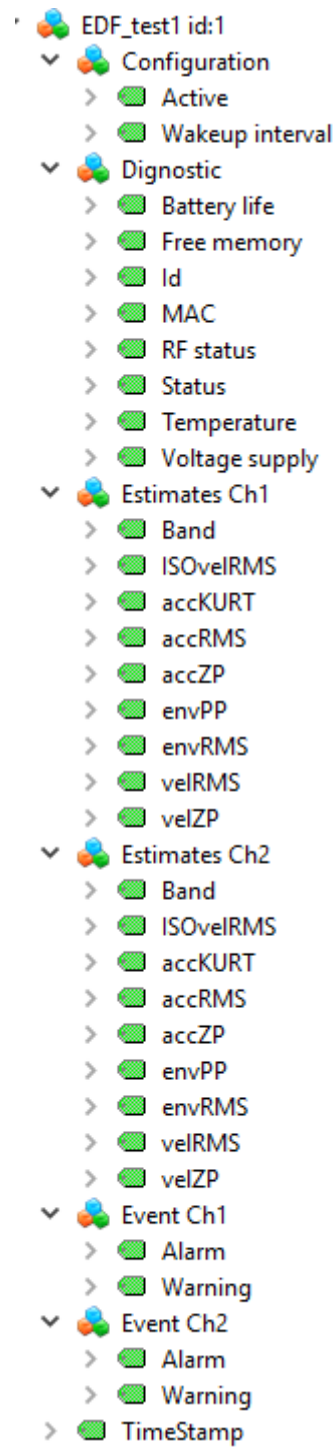 EDF_test1 id:1
Configuration
Active
Wakeup interval
Dignostic
Battery life
Free memory
Id
MAC
RF status
Status
Temperature
Voltage supply
Estimates Ch1
Band
ISOvelRMS
accKURT
accRMS
accZP
envPP
envRMS
velRMS
velZP
Estimates Ch2
Band
ISOvelRMS
accKURT
accRMS
accZP
envPP
envRMS
velRMS
velZP
Event Ch1
Alarm
Warning
Event Ch2
Alarm
Warning
TimeStamp